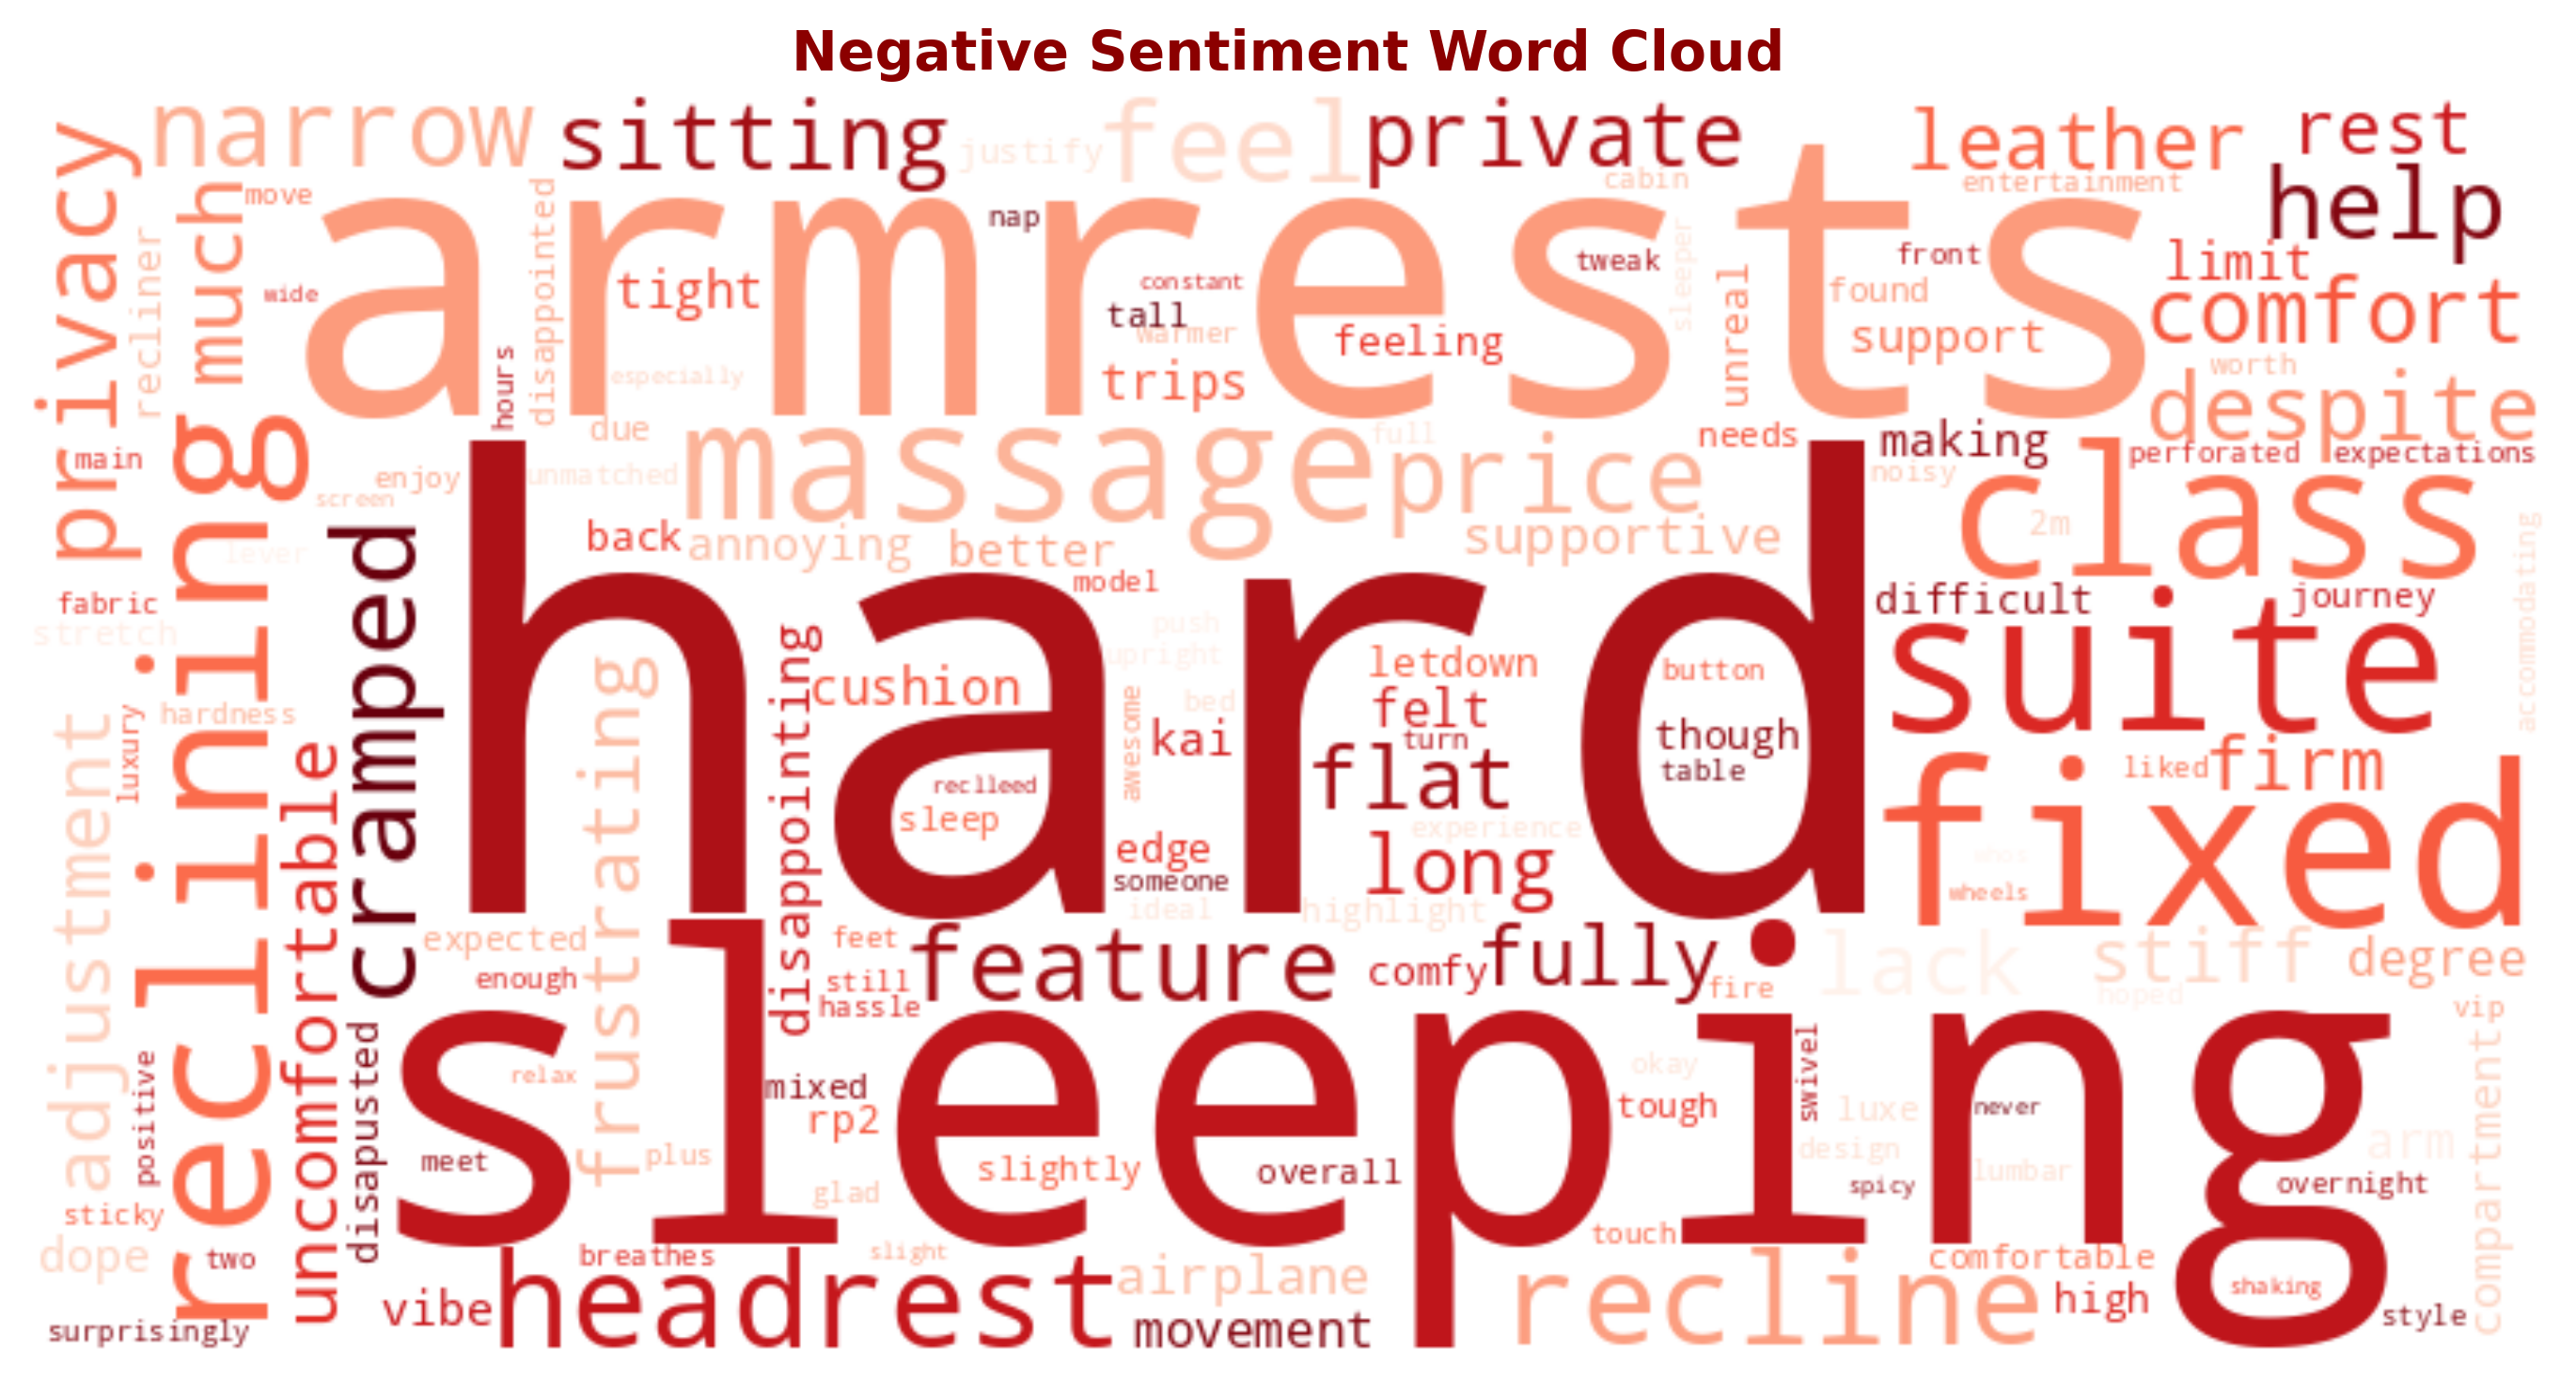 Negative Sentiment Word Cloud
privacy
narrow
sitting
justify
feel
private
cabin
leather
entertainment
rest
help
move
much
recliner
wide
armrests
disappointed
tight
nap
constant
tall
warmer
feeling
trips
especially
hours
tweak
sleeper
unreal
front
found
support
limit
comfort
worth
despite
main
reclining
enjoy
screen
due
unmatched
massage
full
price
needs
making
noisy
class
perforated
expectations
2m
accommodating
lever
cramped
back
annoying
better
supportive
model
hard
fabric
stretch
hardness
luxury
adjustment
uncomfortable
frustrating
disappointing
cushion
push
upright
bed
awesome
kai
letdown
felt
turn
flat
button
though
table
difficult
journey
suite
liked
firm
fixed
reclleed
sleep
edge
someone
ideal
experience
long
highlight
whos
wheels
expected
enough
feet
still
hassle
feature
comfy
fully
fire
lack
stiff
hoped
degree
vip
positive
disapusted
sleeping
relax
mixed
rp2
meet
plus
glad
slightly
overall
okay
tough
swivel
luxe
design
spicy
never
lumbar
arm
overnight
compartment
sticky
dope
two
surprisingly
vibe
breathes
slight
headrest
airplane
movement
touch
recline
comfortable
high
shaking
style